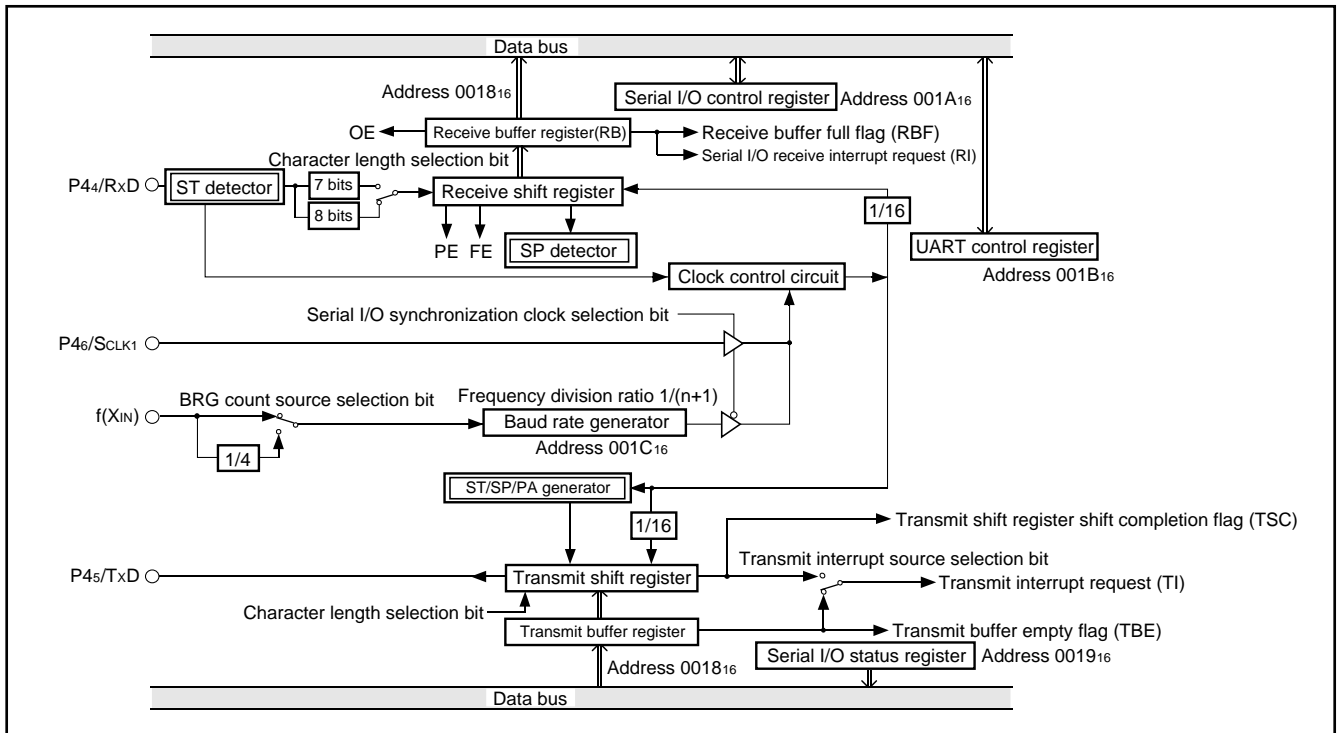 Data bus
Address 0018₁₆
Serial I/O control register Address 001A₁₆
OE Receive buffer register(RB) Receive buffer full flag (RBF)
Character length selection bit Serial I/O receive interrupt request (RI)
P4₄/RxD ST detector 7 bits Receive shift register
8 bits 1/16
PE FE SP detector UART control register
Clock control circuit Address 001B₁₆
Serial I/O synchronization clock selection bit
P4₆/SCLK1
BRG count source selection bit Frequency division ratio 1/(n+1)
f(XIN) Baud rate generator
1/4 Address 001C₁₆
ST/SP/PA generator
1/16 Transmit shift register shift completion flag (TSC)
Transmit interrupt source selection bit
P4₅/TxD Transmit shift register Transmit interrupt request (TI)
Character length selection bit
Transmit buffer register Transmit buffer empty flag (TBE)
Address 0018₁₆ Serial I/O status register Address 0019₁₆
Data bus